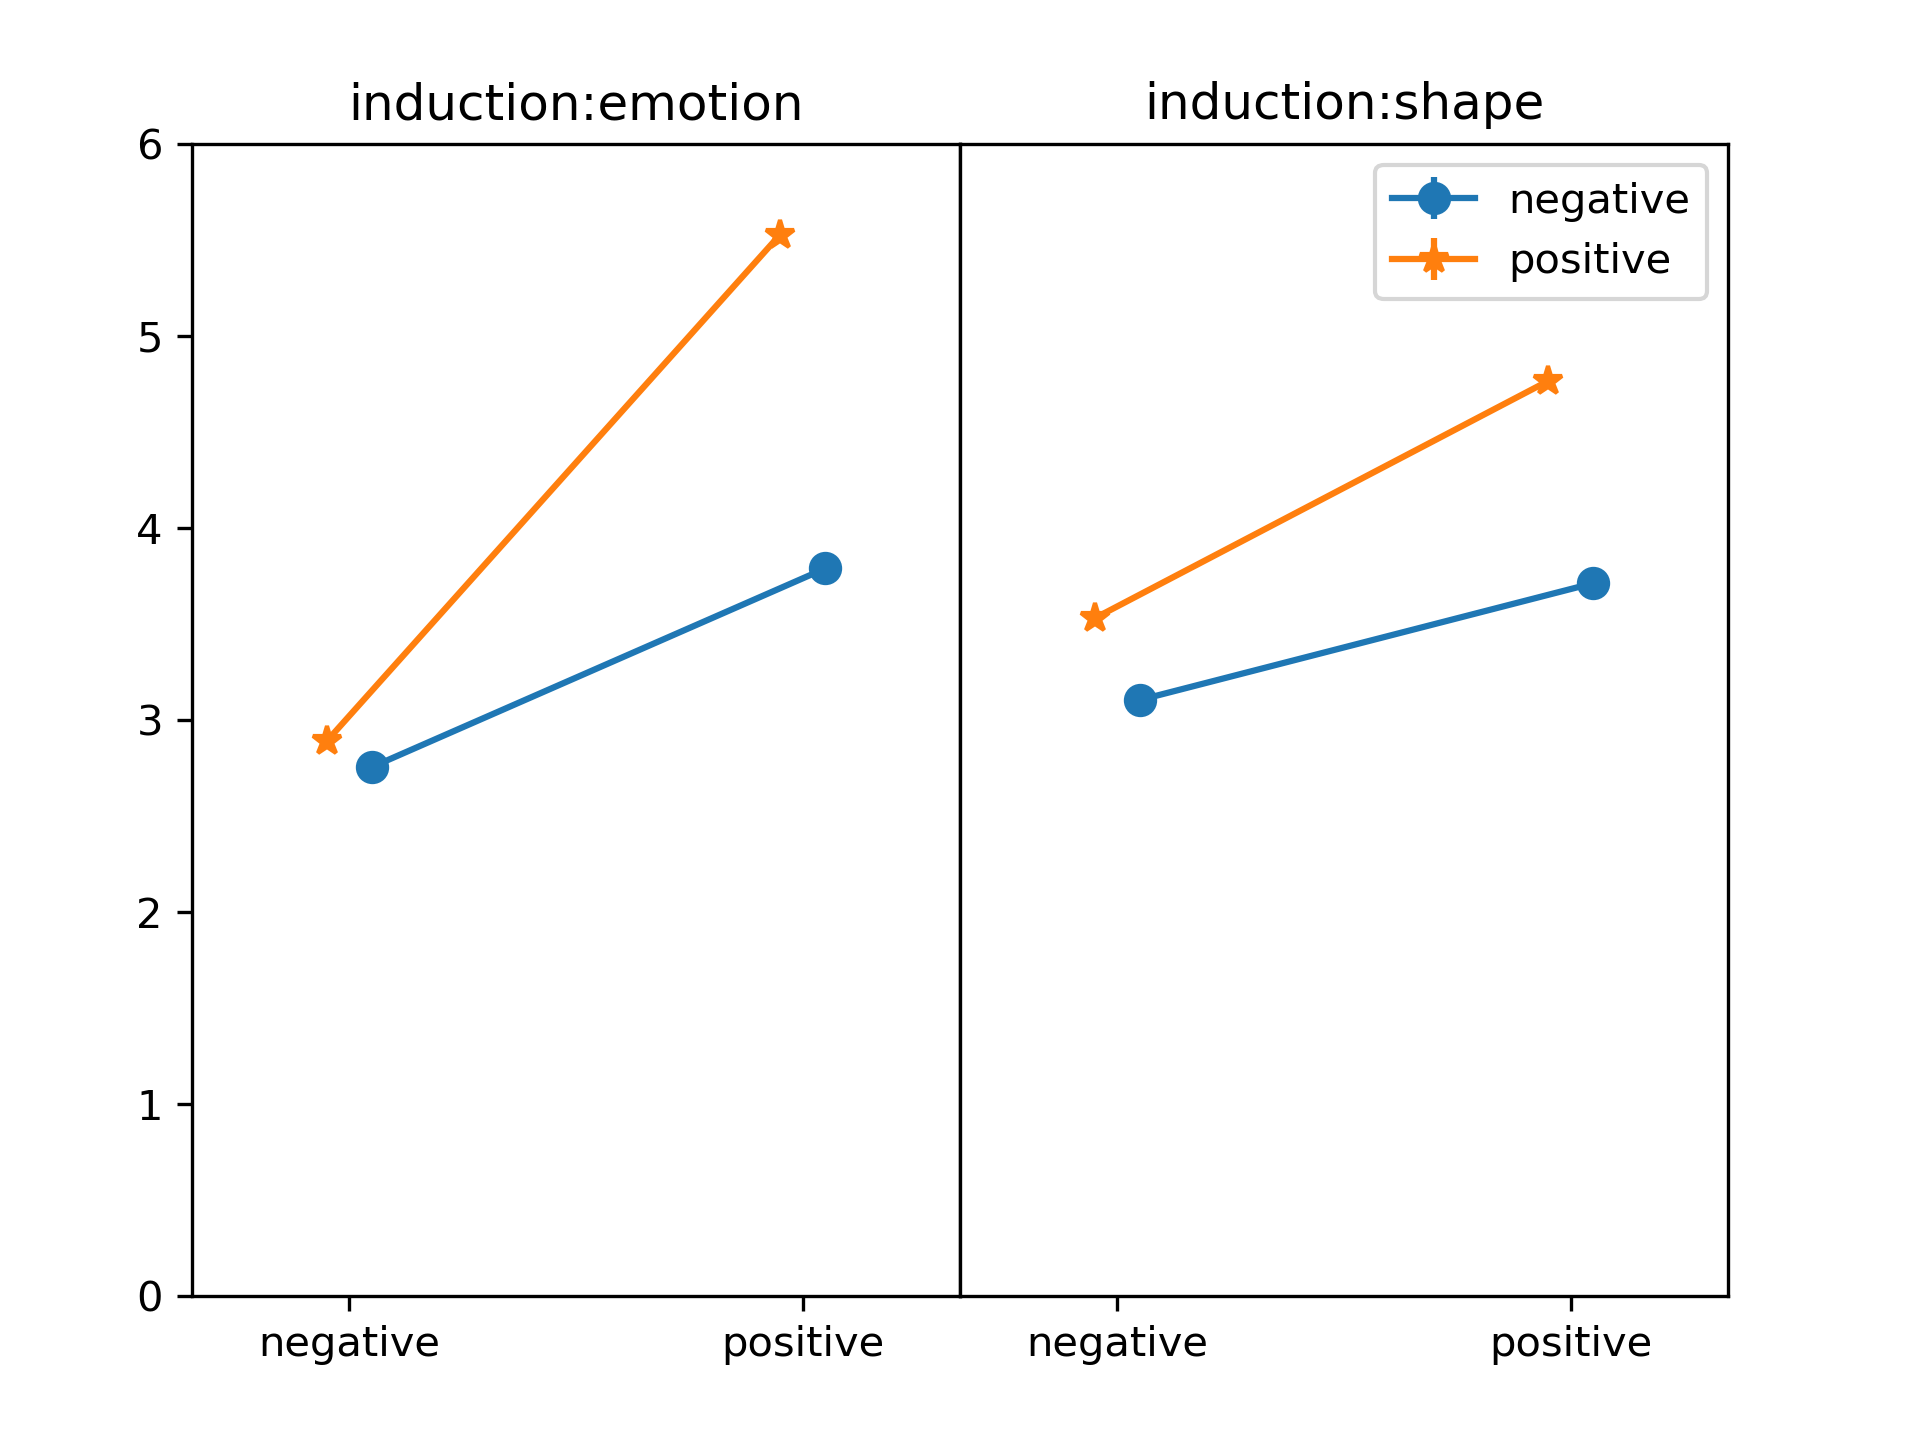 induction:emotion
induction:shape
6
5
4
3
2
1
0
negative
positive
negative
positive
negative
positive